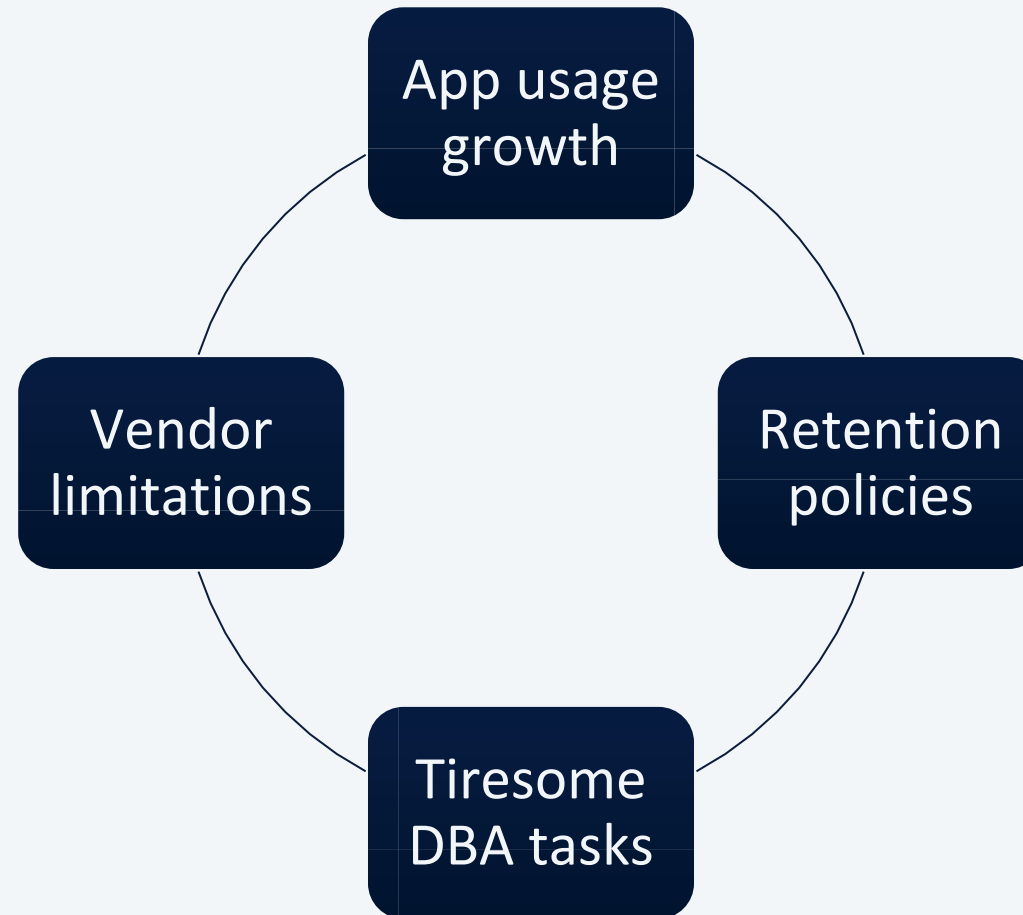 App usage
growth
Vendor
limitations
Retention
policies
Tiresome
DBA tasks